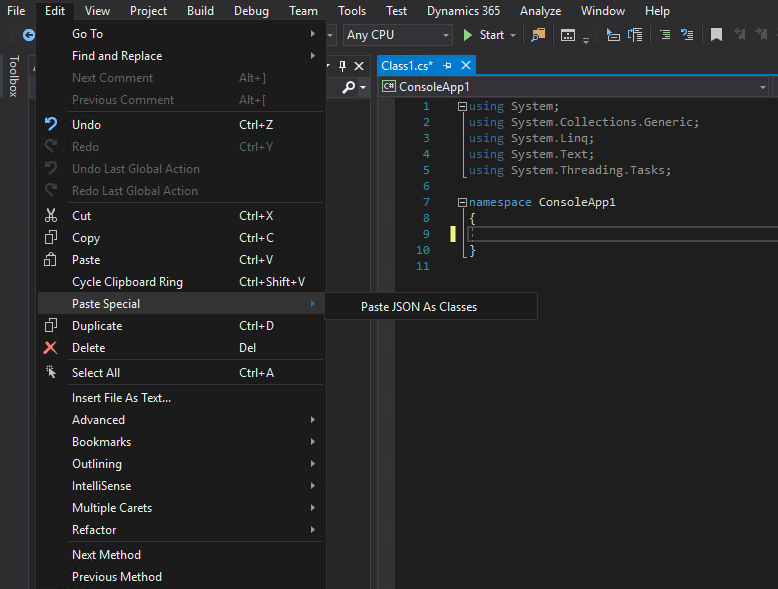 File Edit View Project Build Debug Team Tools Test Dynamics 365 Analyze Window Help
Any CPU Start
Toolbox
Go To
Find and Replace
Next Comment Alt+]
Previous Comment Alt+[
Undo Ctrl+Z
Redo Ctrl+Y
Undo Last Global Action
Redo Last Global Action
Cut Ctrl+X
Copy Ctrl+C
Paste Ctrl+V
Cycle Clipboard Ring Ctrl+Shift+V
Paste Special
Paste JSON As Classes
Duplicate Ctrl+D
Delete Del
Select All Ctrl+A
Insert File As Text...
Advanced
Bookmarks
Outlining
IntelliSense
Multiple Carets
Refactor
Next Method
Previous Method
Class1.cs*
C# ConsoleApp1
1 using System;
2 using System.Collections.Generic;
3 using System.Linq;
4 using System.Text;
5 using System.Threading.Tasks;
6
7 namespace ConsoleApp1
8 {
9
10 }
11